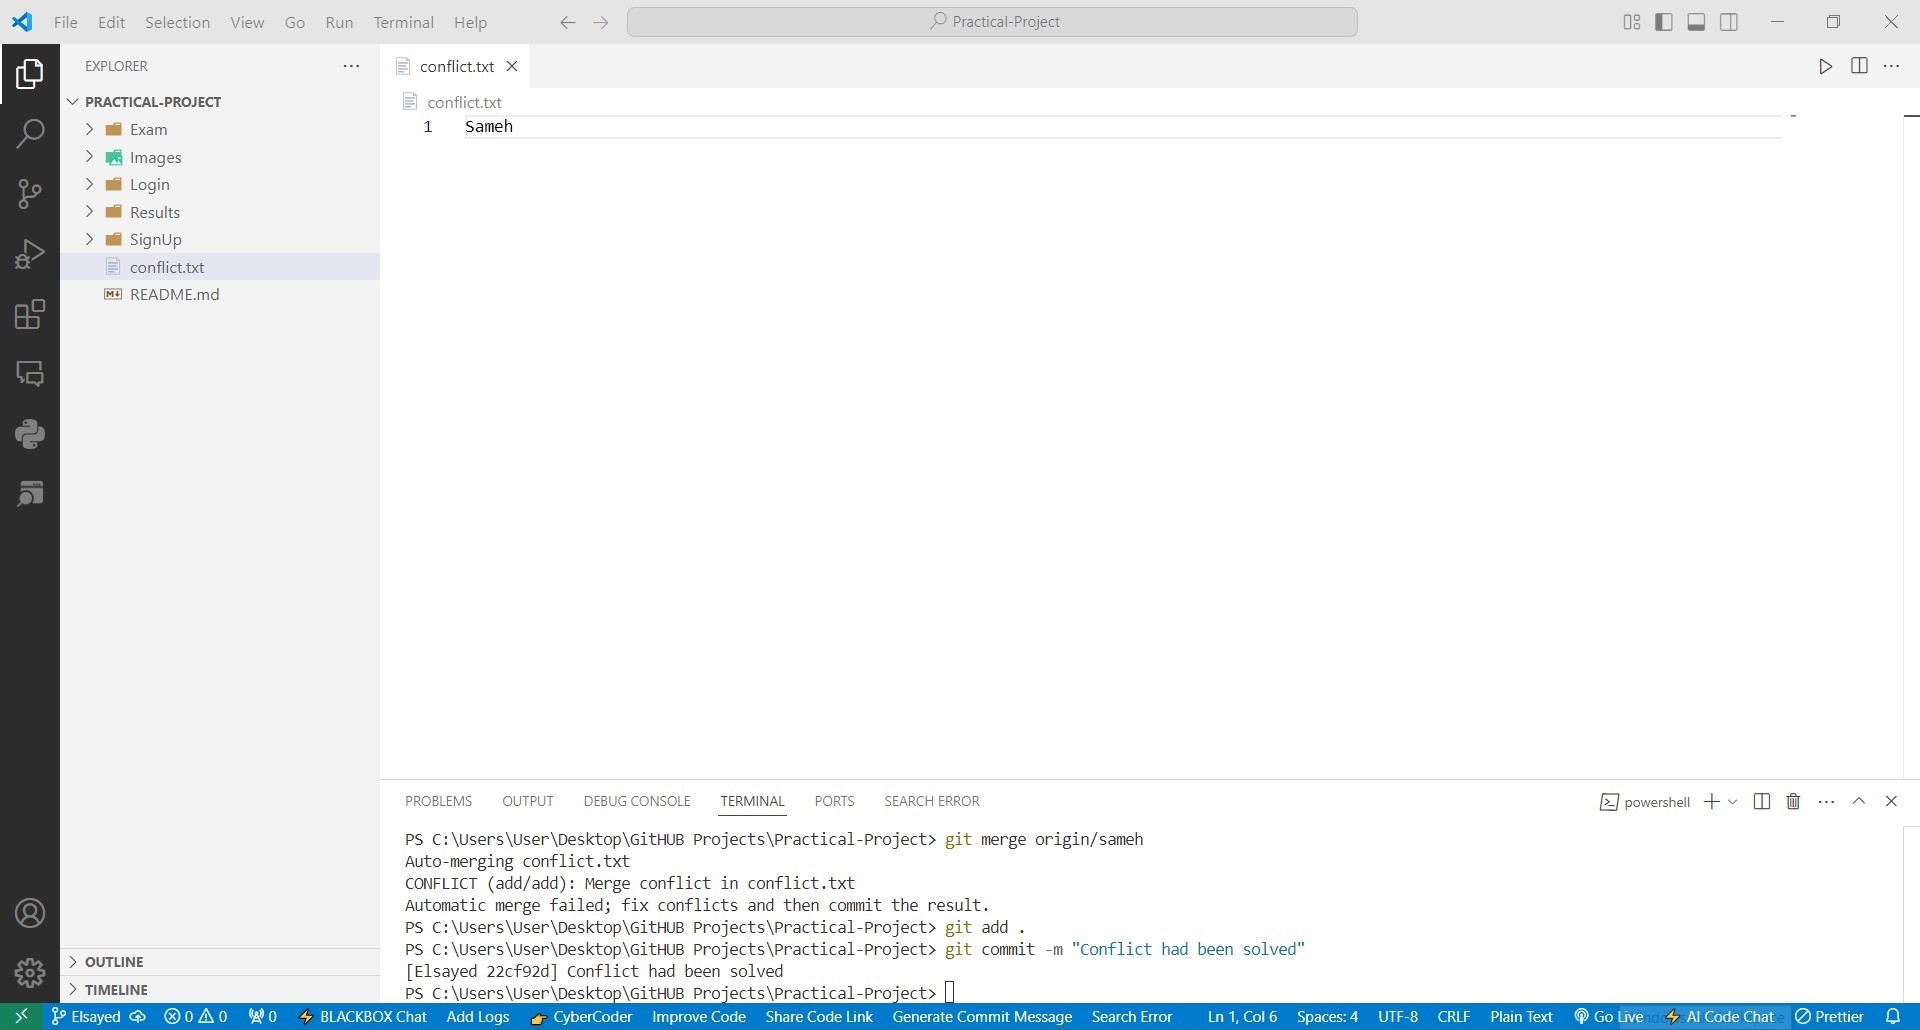 File Edit Selection View Go Run Terminal Help
Practical-Project
EXPLORER
PRACTICAL-PROJECT
Exam
Images
Login
Results
SignUp
conflict.txt
README.md
OUTLINE
TIMELINE
conflict.txt
conflict.txt
1 Sameh
PROBLEMS OUTPUT DEBUG CONSOLE TERMINAL PORTS SEARCH ERROR
powershell
PS C:\Users\User\Desktop\GitHUB Projects\Practical-Project> git merge origin/sameh
Auto-merging conflict.txt
CONFLICT (add/add): Merge conflict in conflict.txt
Automatic merge failed; fix conflicts and then commit the result.
PS C:\Users\User\Desktop\GitHUB Projects\Practical-Project> git add .
PS C:\Users\User\Desktop\GitHUB Projects\Practical-Project> git commit -m "Conflict had been solved"
[Elsayed 22cf92d] Conflict had been solved
PS C:\Users\User\Desktop\GitHUB Projects\Practical-Project>
Elsayed 0 0 0 BLACKBOX Chat Add Logs CyberCoder Improve Code Share Code Link Generate Commit Message Search Error Ln 1, Col 6 Spaces: 4 UTF-8 CRLF Plain Text Go Live AI Code Chat Prettier